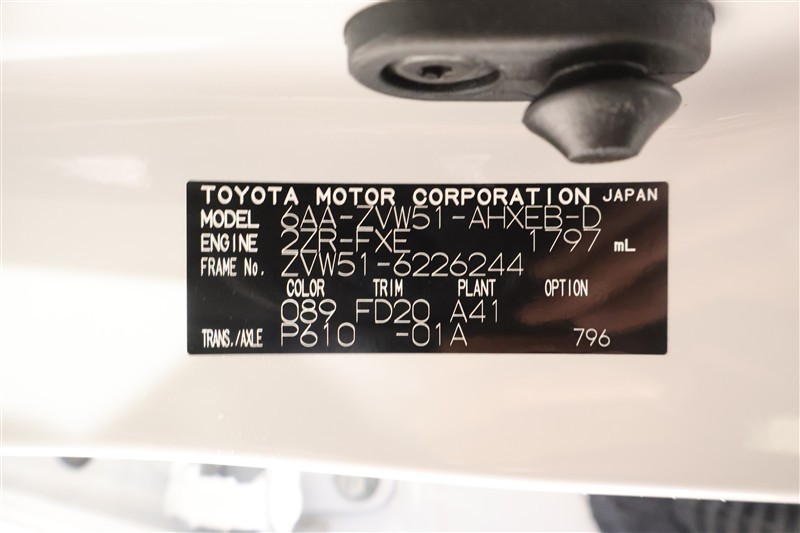 TOYOTA MOTOR CORPORATION JAPAN
MODEL 6AA-ZVW51-AHXEB-D
ENGINE 2ZR-FXE 1797 mL
FRAME No. ZVW51-6226244
COLOR TRIM PLANT OPTION
089 FD20 A41
TRANS./AXLE P610 -01A 796